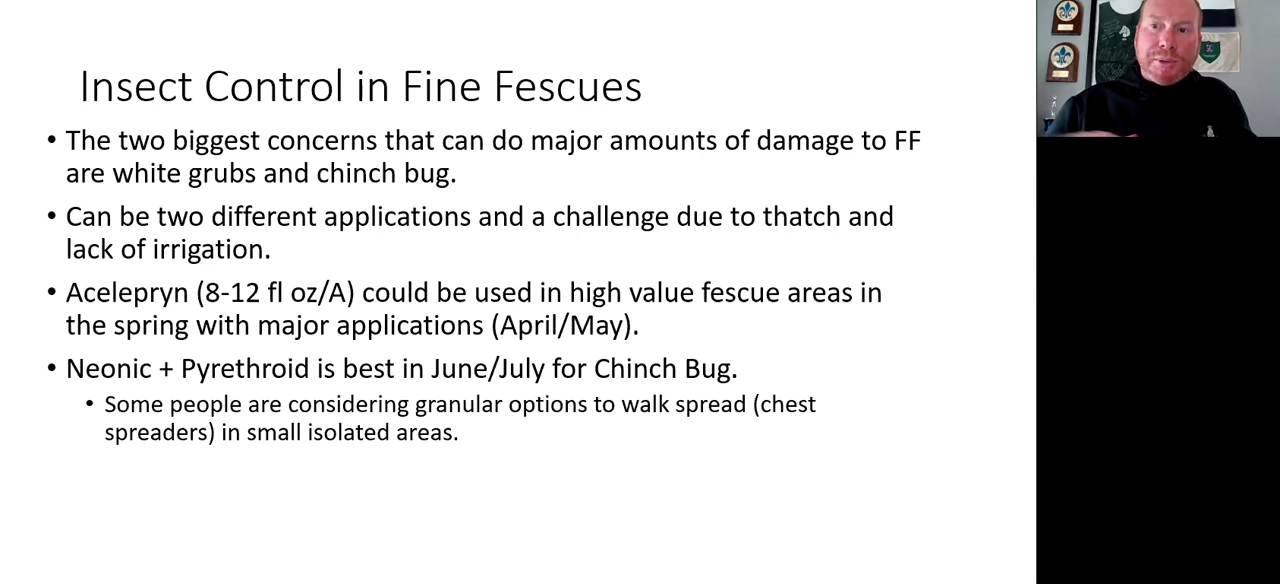 Insect Control in Fine Fescues
• The two biggest concerns that can do major amounts of damage to FF
are white grubs and chinch bug.
• Can be two different applications and a challenge due to thatch and
lack of irrigation.
• Acelepryn (8-12 fl oz/A) could be used in high value fescue areas in
the spring with major applications (April/May).
• Neonic + Pyrethroid is best in June/July for Chinch Bug.
• Some people are considering granular options to walk spread (chest
spreaders) in small isolated areas.